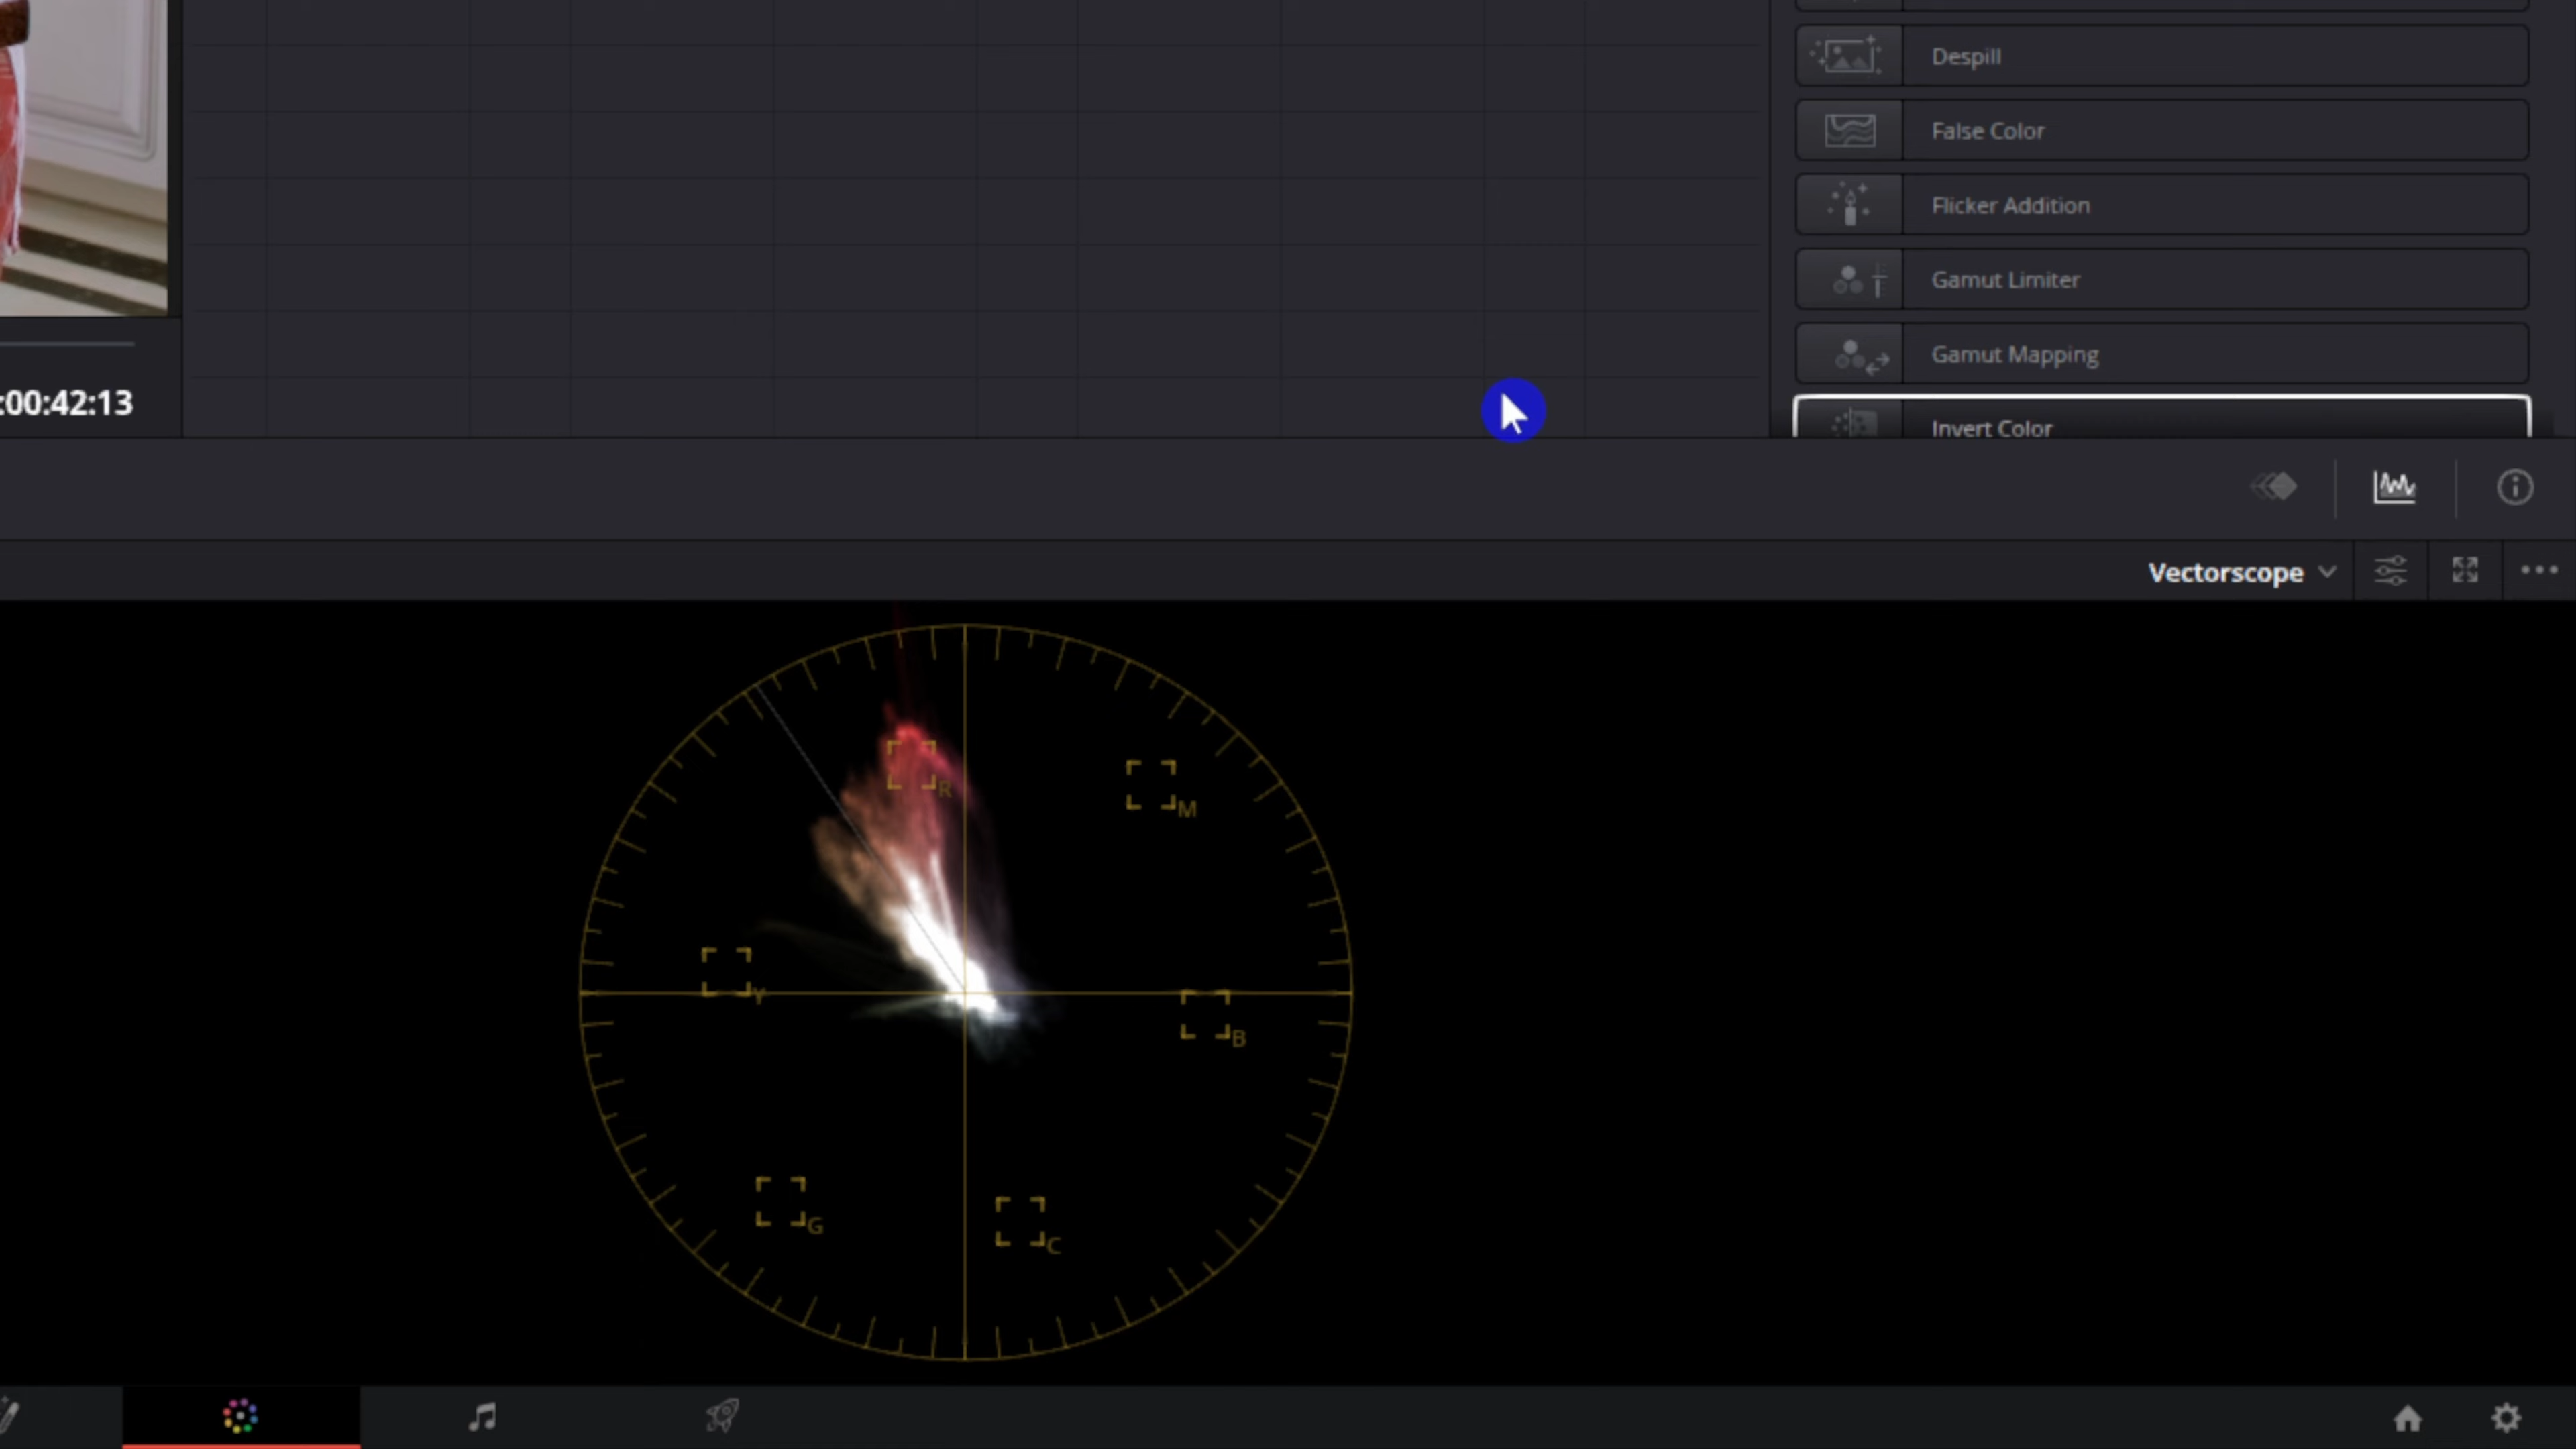 Despill
False Color
Flicker Addition
Gamut Limiter
Gamut Mapping
:00:42:13
Invert Color
Vectorscope
R
M
Y
B
G
C